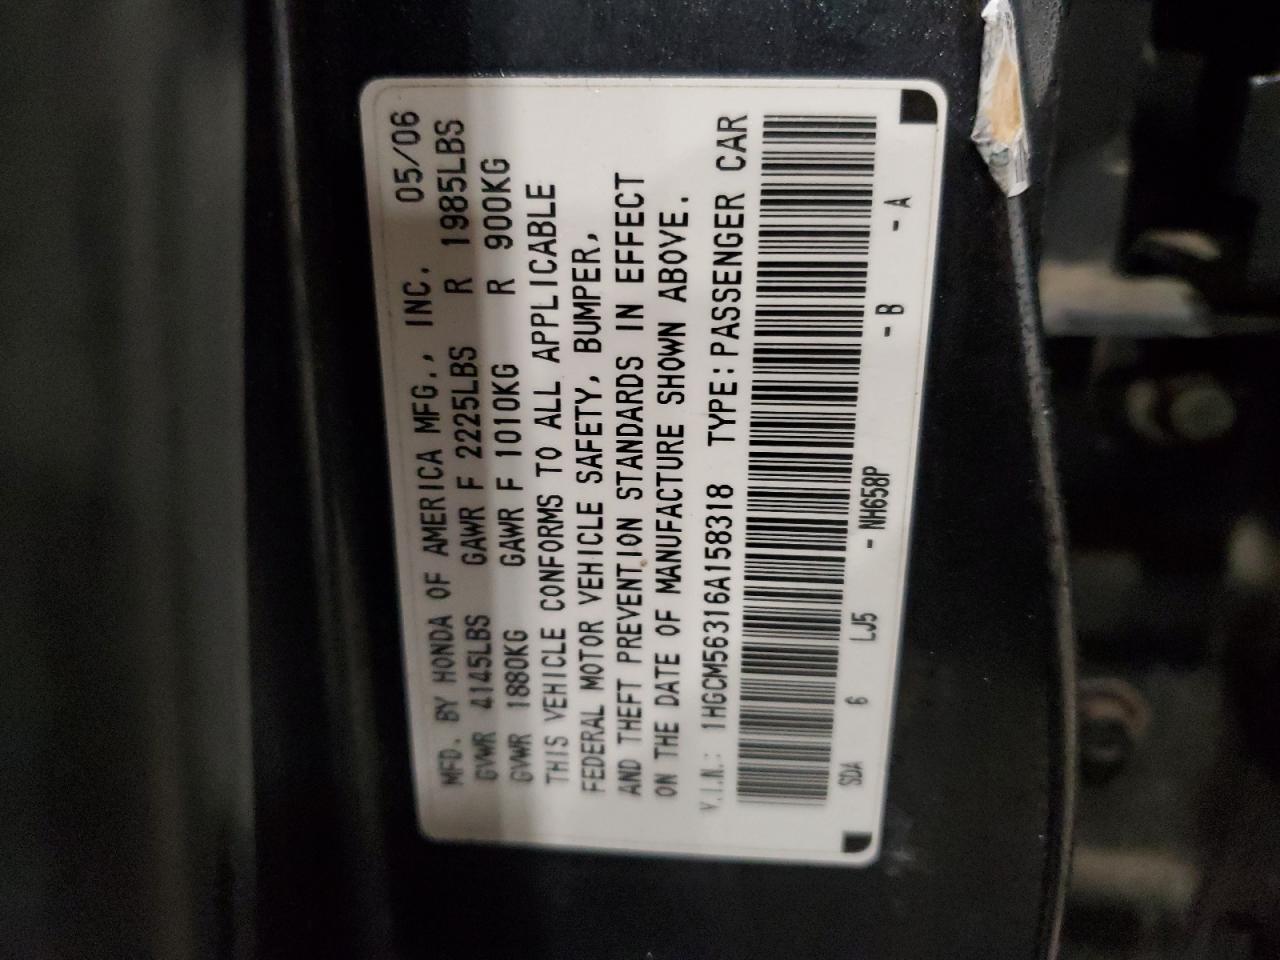 MFD. BY HONDA OF AMERICA MFG., INC. 05/06
GVWR 4145LBS GAWR F 2225LBS R 1985LBS
GVWR 1880KG GAWR F 1010KG R 900KG
THIS VEHICLE CONFORMS TO ALL APPLICABLE
FEDERAL MOTOR VEHICLE SAFETY, BUMPER,
AND THEFT PREVENTION STANDARDS IN EFFECT
ON THE DATE OF MANUFACTURE SHOWN ABOVE.
V.I.N.: 1HGCM56316A158318 TYPE:PASSENGER CAR
SDA 6 LJ5 - NH658P - B - A